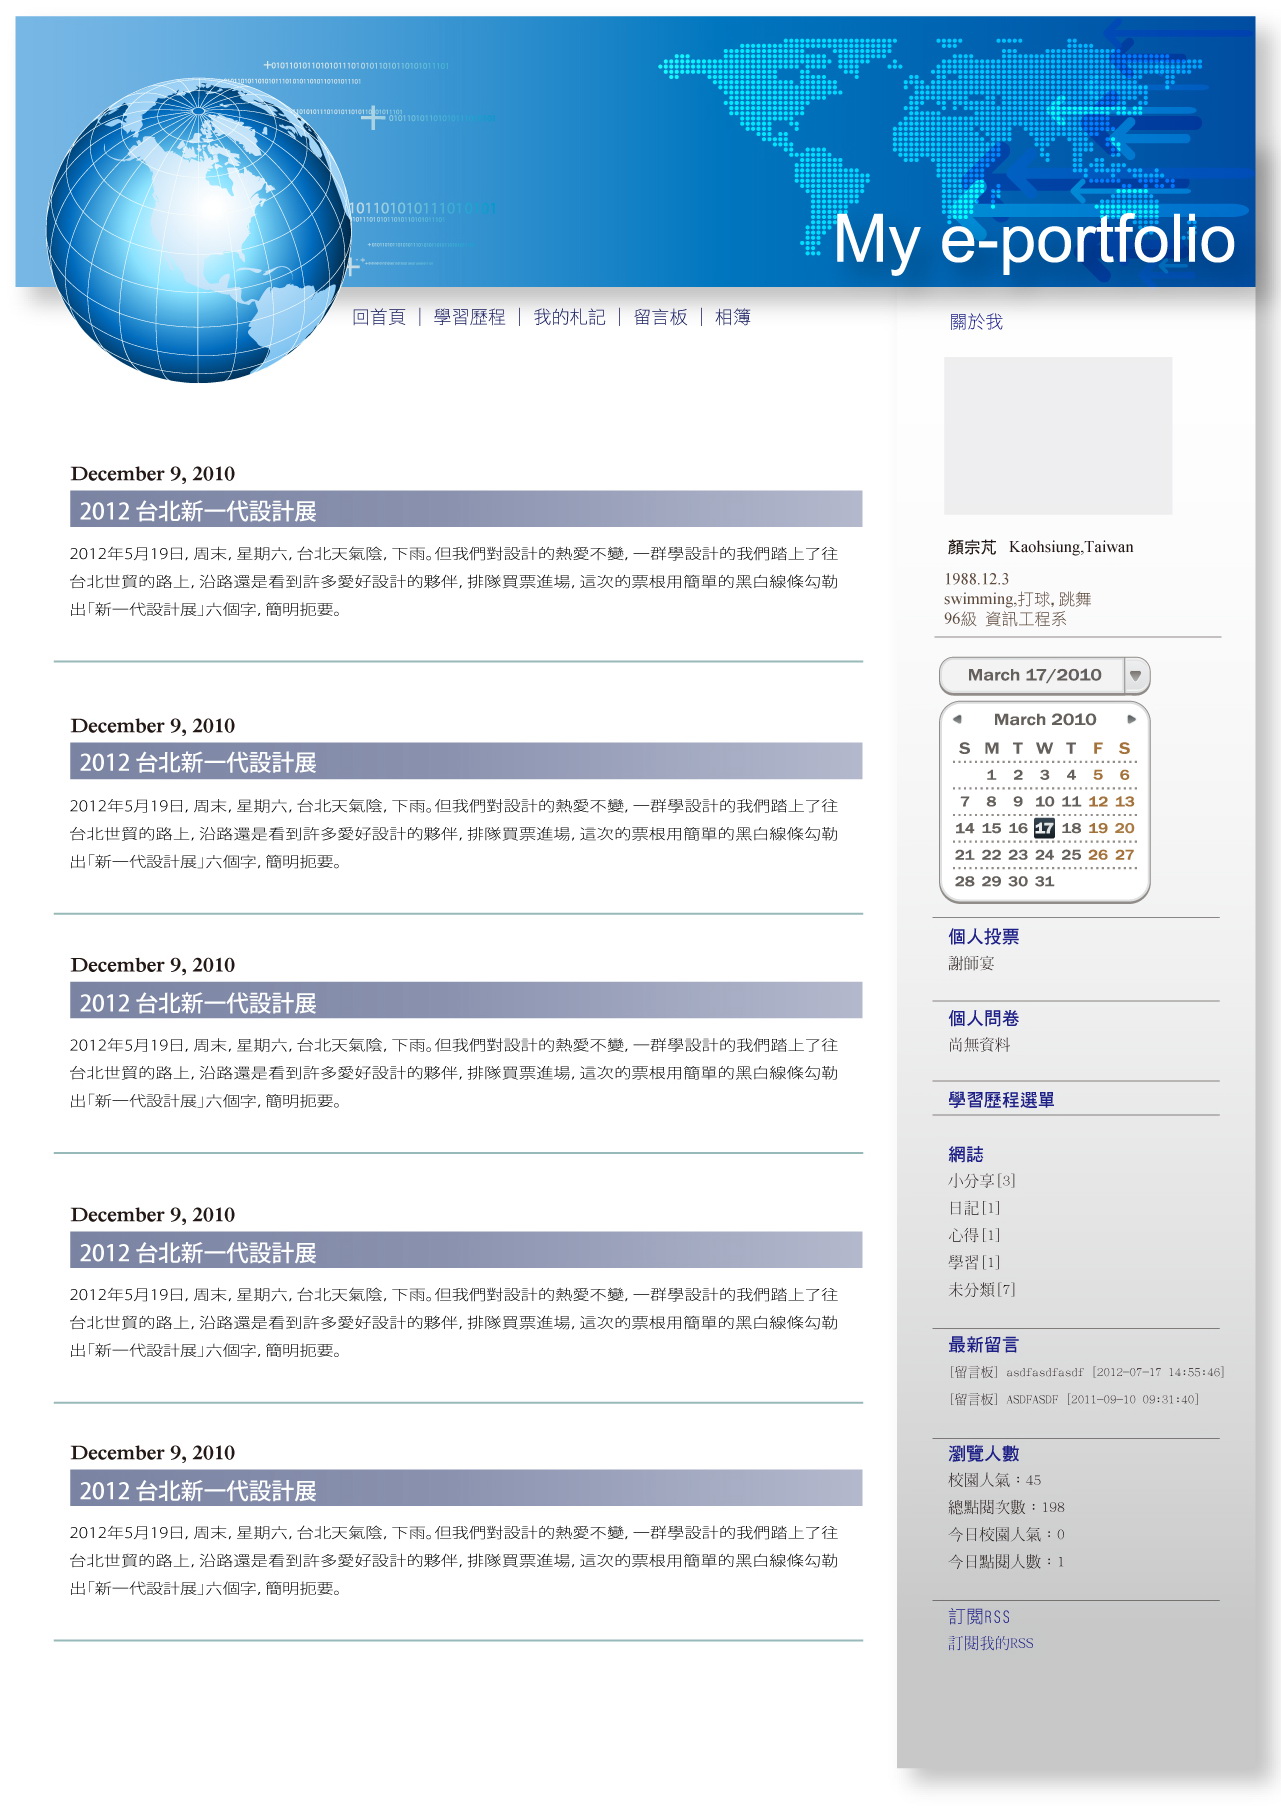 My e-portfolio
回首頁 | 學習歷程 | 我的札記 | 留言板 | 相簿
December 9, 2010
2012 台北新一代設計展
2012年5月19日, 周末, 星期六, 台北天氣陰, 下雨。但我們對設計的熱愛不變, 一群學設計的我們踏上了往
台北世貿的路上, 沿路還是看到許多愛好設計的夥伴, 排隊買票進場, 這次的票根用簡單的黑白線條勾勒
出「新一代設計展」六個字, 簡明扼要。
December 9, 2010
2012 台北新一代設計展
2012年5月19日, 周末, 星期六, 台北天氣陰, 下雨。但我們對設計的熱愛不變, 一群學設計的我們踏上了往
台北世貿的路上, 沿路還是看到許多愛好設計的夥伴, 排隊買票進場, 這次的票根用簡單的黑白線條勾勒
出「新一代設計展」六個字, 簡明扼要。
December 9, 2010
2012 台北新一代設計展
2012年5月19日, 周末, 星期六, 台北天氣陰, 下雨。但我們對設計的熱愛不變, 一群學設計的我們踏上了往
台北世貿的路上, 沿路還是看到許多愛好設計的夥伴, 排隊買票進場, 這次的票根用簡單的黑白線條勾勒
出「新一代設計展」六個字, 簡明扼要。
December 9, 2010
2012 台北新一代設計展
2012年5月19日, 周末, 星期六, 台北天氣陰, 下雨。但我們對設計的熱愛不變, 一群學設計的我們踏上了往
台北世貿的路上, 沿路還是看到許多愛好設計的夥伴, 排隊買票進場, 這次的票根用簡單的黑白線條勾勒
出「新一代設計展」六個字, 簡明扼要。
December 9, 2010
2012 台北新一代設計展
2012年5月19日, 周末, 星期六, 台北天氣陰, 下雨。但我們對設計的熱愛不變, 一群學設計的我們踏上了往
台北世貿的路上, 沿路還是看到許多愛好設計的夥伴, 排隊買票進場, 這次的票根用簡單的黑白線條勾勒
出「新一代設計展」六個字, 簡明扼要。
關於我
顏宗芃 Kaohsiung,Taiwan
1988.12.3
swimming,打球, 跳舞
96級 資訊工程系
March 17/2010
March 2010
S M T W T F S
1 2 3 4 5 6
7 8 9 10 11 12 13
14 15 16 17 18 19 20
21 22 23 24 25 26 27
28 29 30 31
個人投票
謝師宴
個人問卷
尚無資料
學習歷程選單
網誌
小分享[3]
日記[1]
心得[1]
學習[1]
未分類[7]
最新留言
[留言板] asdfasdfasdf [2012-07-17 14:55:46]
[留言板] ASDFASDF [2011-09-10 09:31:40]
瀏覽人數
校園人氣：45
總點閱次數：198
今日校園人氣：0
今日點閱人數：1
訂閱RSS
訂閱我的RSS